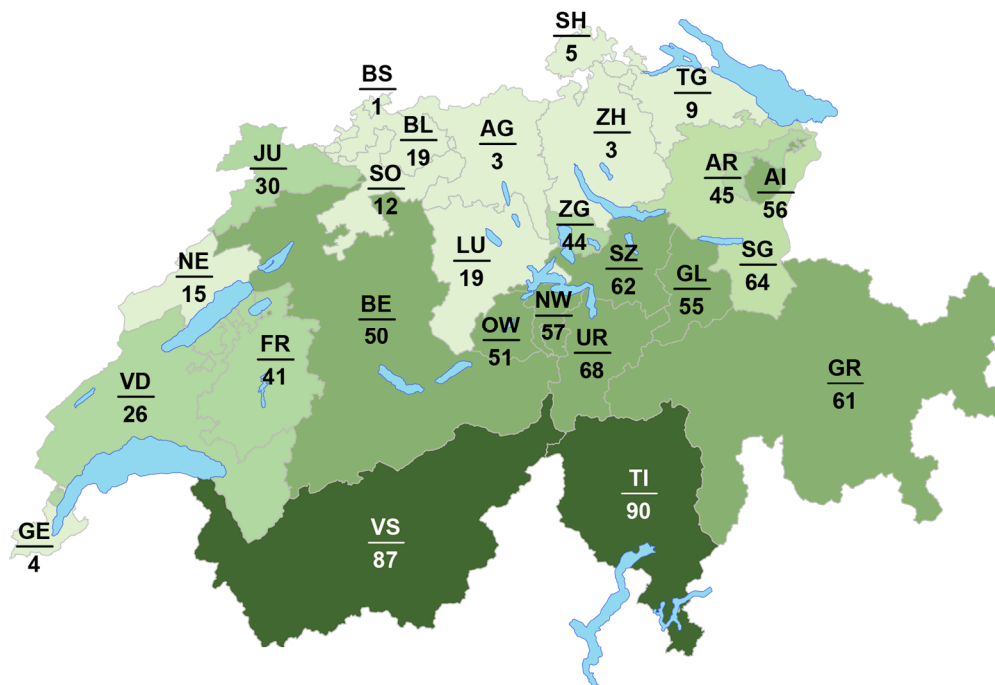 SH
5
BS
1
TG
9
BL
19
AG
3
ZH
3
JU
30
SO
12
AR
45
AI
56
ZG
44
NE
15
LU
19
SZ
62
SG
64
GL
55
BE
50
NW
57
OW
51
UR
68
FR
41
VD
26
GR
61
TI
90
VS
87
GE
4